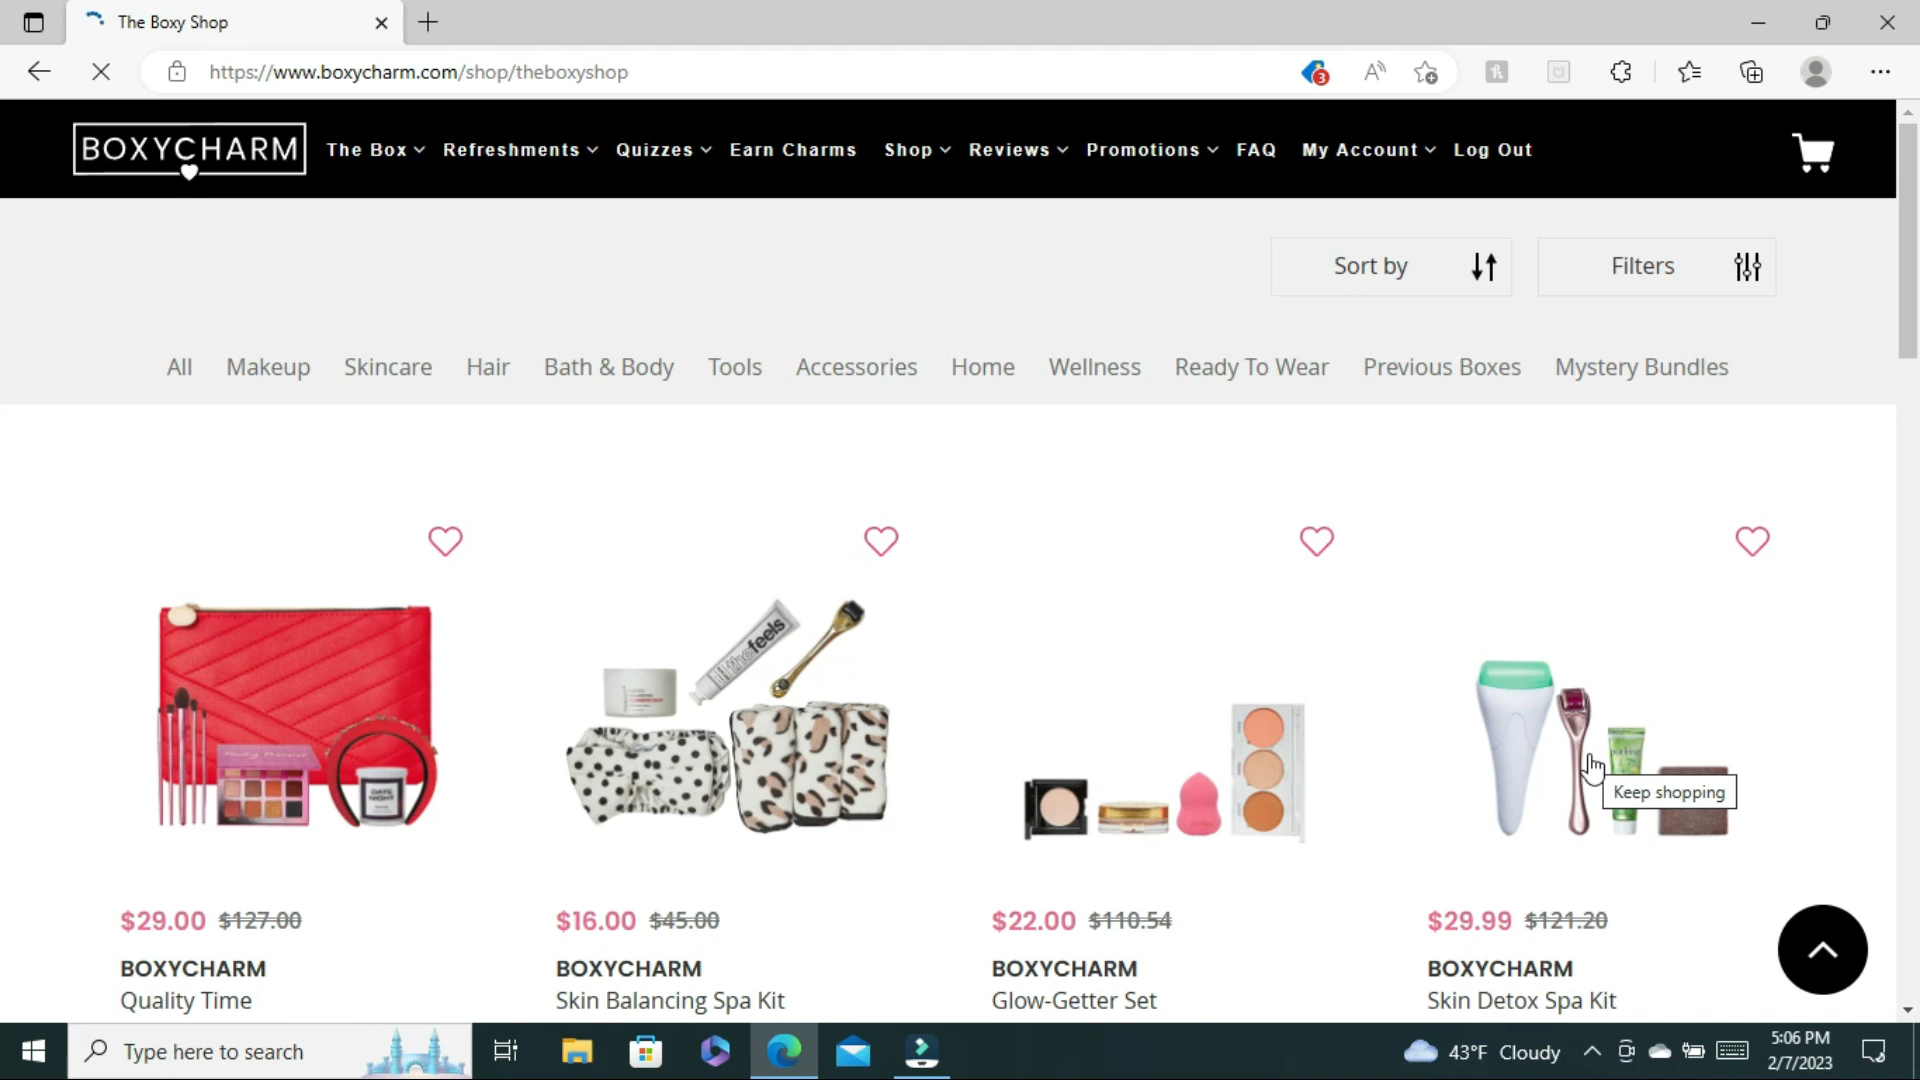 The Boxy Shop
https://www.boxycharm.com/shop/theboxyshop
3
BOXYCHARM The Box Refreshments Quizzes Earn Charms Shop Reviews Promotions FAQ My Account Log Out
Sort by Filters
All Makeup Skincare Hair Bath & Body Tools Accessories Home Wellness Ready To Wear Previous Boxes Mystery Bundles
thefeels
DATE NIGHT
Keep shopping
$29.00 $127.00 $16.00 $45.00 $22.00 $110.54 $29.99 $121.20
BOXYCHARM BOXYCHARM BOXYCHARM BOXYCHARM
Quality Time Skin Balancing Spa Kit Glow-Getter Set Skin Detox Spa Kit
Type here to search
43°F Cloudy
5:06 PM
2/7/2023